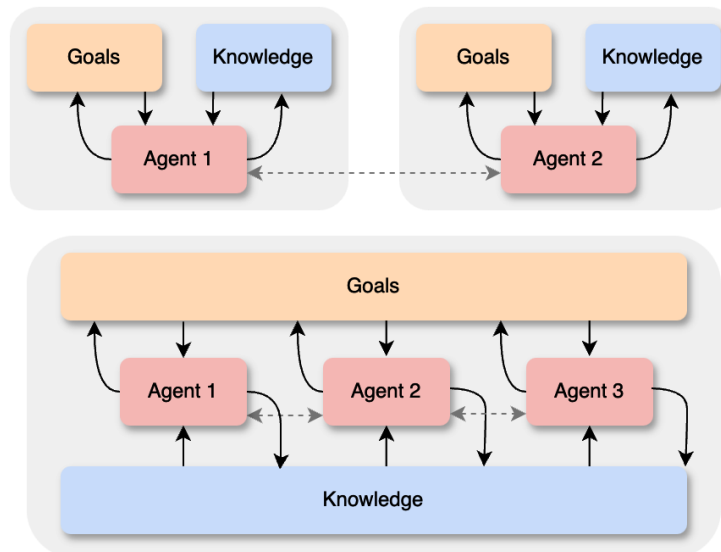 Goals
Knowledge
Agent 1
Goals
Knowledge
Agent 2
Goals
Agent 1
Agent 2
Agent 3
Knowledge